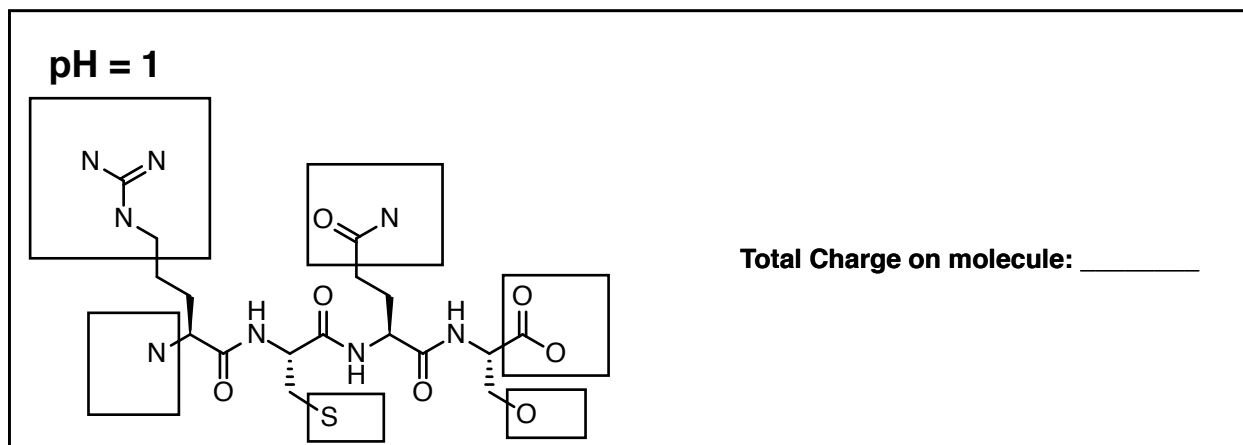 pH = 1
N N
N
O N
H O H O
N N
N N O
O H O
S O
Total Charge on molecule: ________